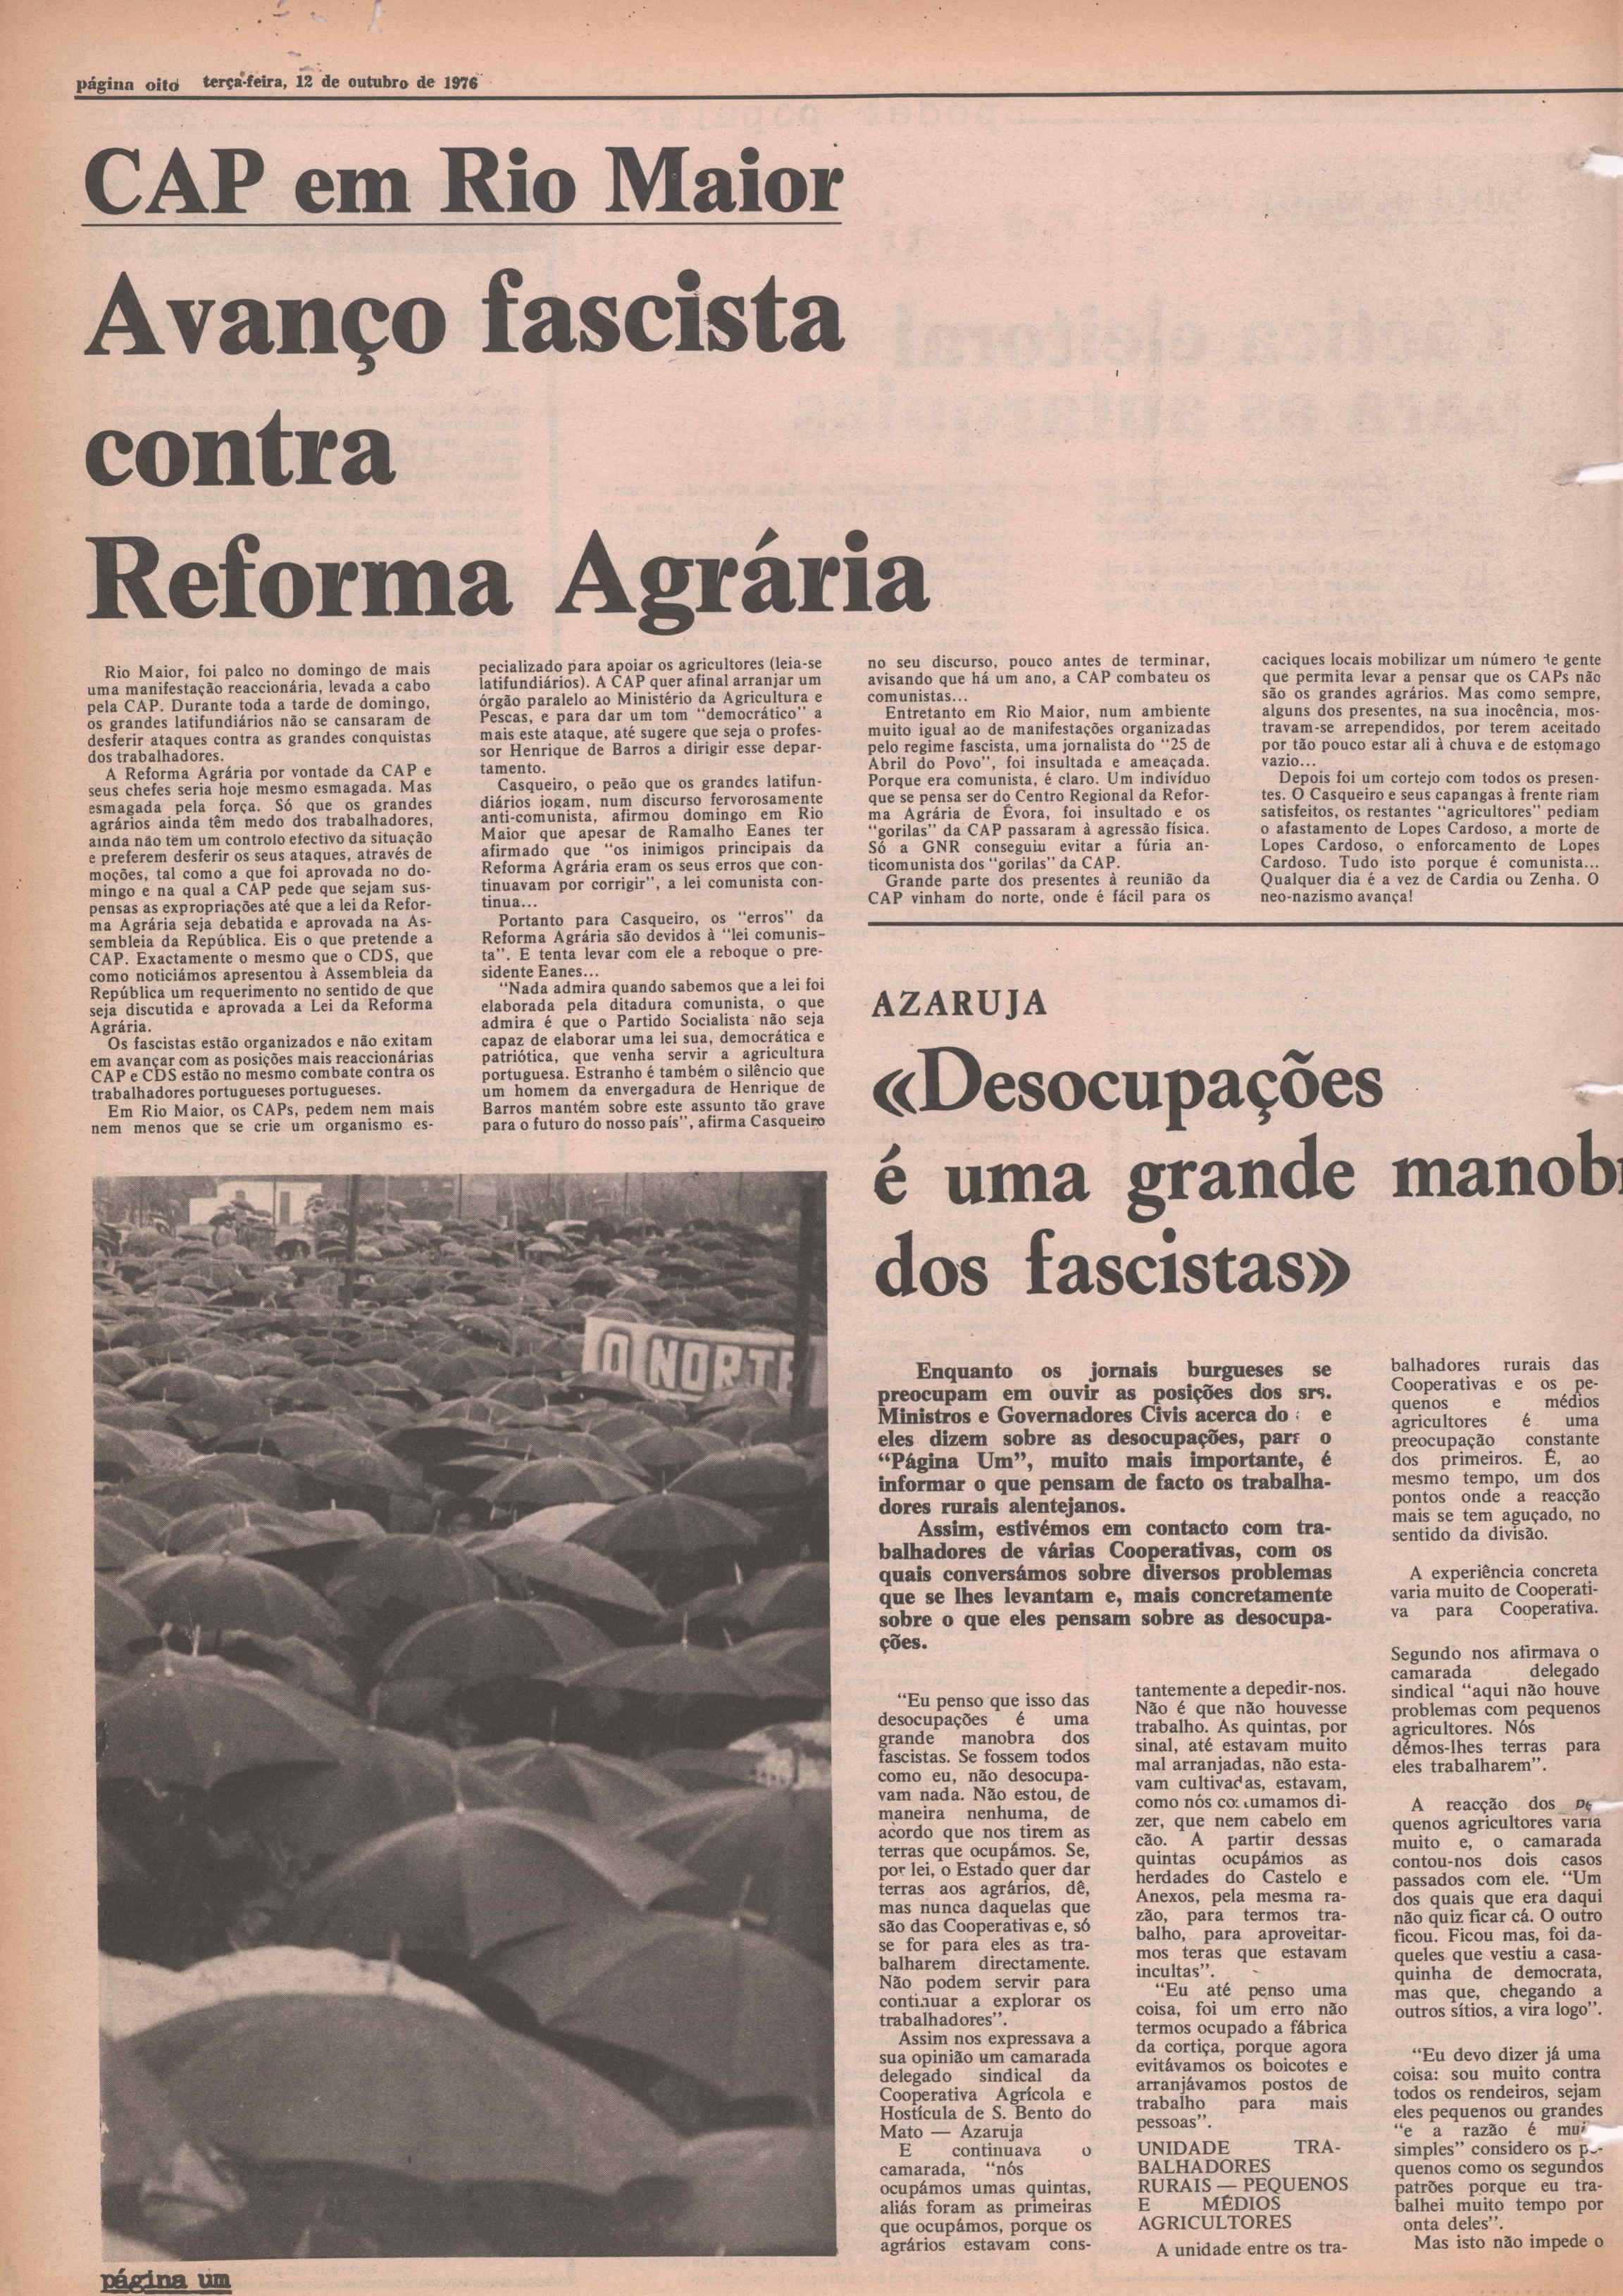 página oito terça-feira, 12 de outubro de 1976
CAP em Rio Maior
Avanço fascista
contra
Reforma Agrária
Rio Maior, foi palco no domingo de mais
uma manifestação reaccionária, levada a cabo
pela CAP. Durante toda a tarde de domingo,
os grandes latifundiários não se cansaram de
desferir ataques contra as grandes conquistas
dos trabalhadores.
A Reforma Agrária por vontade da CAP e
seus chefes seria hoje mesmo esmagada. Mas
esmagada pela força. Só que os grandes
agrários ainda têm medo dos trabalhadores,
ainda não têm um controlo efectivo da situação
e preferem desferir os seus ataques, através de
moções, tal como a que foi aprovada no do-
mingo e na qual a CAP pede que sejam sus-
pensas as expropriações até que a lei da Refor-
ma Agrária seja debatida e aprovada na As-
sembleia da República. Eis o que pretende a
CAP. Exactamente o mesmo que o CDS, que
como noticiámos apresentou à Assembleia da
República um requerimento no sentido de que
seja discutida e aprovada a Lei da Reforma
Agrária.
Os fascistas estão organizados e não exitam
em avançar com as posições mais reaccionárias
CAP e CDS estão no mesmo combate contra os
trabalhadores portugueses portugueses.
Em Rio Maior, os CAPs, pedem nem mais
nem menos que se crie um organismo es-
pecializado para apoiar os agricultores (leia-se
latifundiários). A CAP quer afinal arranjar um
órgão paralelo ao Ministério da Agricultura e
Pescas, e para dar um tom "democrático" a
mais este ataque, até sugere que seja o profes-
sor Henrique de Barros a dirigir esse depar-
tamento.
Casqueiro, o peão que os grandes latifun-
diários jogam, num discurso fervorosamente
anti-comunista, afirmou domingo em Rio
Maior que apesar de Ramalho Eanes ter
afirmado que "os inimigos principais da
Reforma Agrária eram os seus erros que con-
tinuavam por corrigir", a lei comunista con-
tinua...
Portanto para Casqueiro, os "erros" da
Reforma Agrária são devidos à "lei comunis-
ta". E tenta levar com ele a reboque o pre-
sidente Eanes...
"Nada admira quando sabemos que a lei foi
elaborada pela ditadura comunista, o que
admira é que o Partido Socialista não seja
capaz de elaborar uma lei sua, democrática e
patriótica, que venha servir a agricultura
portuguesa. Estranho é também o silêncio que
um homem da envergadura de Henrique de
Barros mantém sobre este assunto tão grave
para o futuro do nosso país", afirma Casqueiro
no seu discurso, pouco antes de terminar,
avisando que há um ano, a CAP combateu os
comunistas...
Entretanto em Rio Maior, num ambiente
muito igual ao de manifestações organizadas
pelo regime fascista, uma jornalista do "25 de
Abril do Povo", foi insultada e ameaçada.
Porque era comunista, é claro. Um indivíduo
que se pensa ser do Centro Regional da Refor-
ma Agrária de Évora, foi insultado e os
"gorilas" da CAP passaram à agressão física.
Só a GNR conseguiu evitar a fúria an-
ticomunista dos "gorilas" da CAP.
Grande parte dos presentes à reunião da
CAP vinham do norte, onde é fácil para os
caciques locais mobilizar um número de gente
que permita levar a pensar que os CAPs não
são os grandes agrários. Mas como sempre,
alguns dos presentes, na sua inocência, mos-
travam-se arrependidos, por terem aceitado
por tão pouco estar ali à chuva e de estomago
vazio...
Depois foi um cortejo com todos os presen-
tes. O Casqueiro e seus capangas à frente riam
satisfeitos, os restantes "agricultores" pediam
o afastamento de Lopes Cardoso, a morte de
Lopes Cardoso, o enforcamento de Lopes
Cardoso. Tudo isto porque é comunista...
Qualquer dia é a vez de Cardia ou Zenha. O
neo-nazismo avança!
O NORTE
AZARUJA
«Desocupações
é uma grande manob
dos fascistas»
Enquanto os jornais burgueses se
preocupam em ouvir as posições dos srs.
Ministros e Governadores Civis acerca do e
eles dizem sobre as desocupações, para o
"Página Um", muito mais importante, é
informar o que pensam de facto os trabalha-
dores rurais alentejanos.
Assim, estivémos em contacto com tra-
balhadores de várias Cooperativas, com os
quais conversámos sobre diversos problemas
que se lhes levantam e, mais concretamente
sobre o que eles pensam sobre as desocupa-
ções.
"Eu penso que isso das
desocupações é uma
grande manobra dos
fascistas. Se fossem todos
como eu, não desocupa-
vam nada. Não estou, de
maneira nenhuma, de
acordo que nos tirem as
terras que ocupámos. Se,
por lei, o Estado quer dar
terras aos agrários, dê,
mas nunca daquelas que
são das Cooperativas e, só
se for para eles as tra-
balharem directamente.
Não podem servir para
continuar a explorar os
trabalhadores".
Assim nos expressava a
sua opinião um camarada
delegado sindical da
Cooperativa Agrícola e
Hostícula de S. Bento do
Mato — Azaruja
E continuava o
camarada, "nós
ocupámos umas quintas,
aliás foram as primeiras
que ocupámos, porque os
agrários estavam cons-
tantemente a depedir-nos.
Não é que não houvesse
trabalho. As quintas, por
sinal, até estavam muito
mal arranjadas, não esta-
vam cultivadas, estavam,
como nós costumamos di-
zer, que nem cabelo em
cão. A partir dessas
quintas ocupámos as
herdades do Castelo e
Anexos, pela mesma ra-
zão, para termos tra-
balho, para aproveitar-
mos teras que estavam
incultas".
"Eu até penso uma
coisa, foi um erro não
termos ocupado a fábrica
da cortiça, porque agora
evitávamos os boicotes e
arranjávamos postos de
trabalho para mais
pessoas".
UNIDADE TRA-
BALHADORES
RURAIS — PEQUENOS
E MÉDIOS
AGRICULTORES
A unidade entre os tra-
balhadores rurais das
Cooperativas e os pe-
quenos e médios
agricultores é uma
preocupação constante
dos primeiros. É, ao
mesmo tempo, um dos
pontos onde a reacção
mais se tem aguçado, no
sentido da divisão.
A experiência concreta
varia muito de Cooperati-
va para Cooperativa.
Segundo nos afirmava o
camarada delegado
sindical "aqui não houve
problemas com pequenos
agricultores. Nós
démos-lhes terras para
eles trabalharem".
A reacção dos pe
quenos agricultores varia
muito e, o camarada
contou-nos dois casos
passados com ele. "Um
dos quais que era daqui
não quiz ficar cá. O outro
ficou. Ficou mas, foi da-
queles que vestiu a casa-
quinha de democrata,
mas que, chegando a
outros sítios, a vira logo".
"Eu devo dizer já uma
coisa: sou muito contra
todos os rendeiros, sejam
eles pequenos ou grandes
"e a razão é mui
simples" considero os pe-
quenos como os segundos
patrões porque eu tra-
balhei muito tempo por
onta deles".
Mas isto não impede o
página um